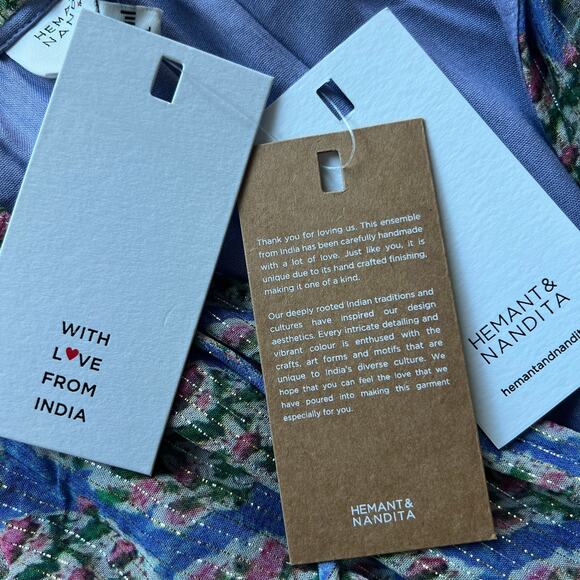 HEMANT
NANDITA
WITH
L♥VE
FROM
INDIA
Thank you for loving us. This ensemble
from India has been carefully handmade
with a lot of love. Just like you, it is
unique due to its hand crafted finishing,
making it one of a kind.
Our deeply rooted Indian traditions and
cultures have inspired our design
aesthetics. Every intricate detailing and
vibrant colour is enthused with the
crafts, art forms and motifs that are
unique to India's diverse culture. We
hope that you can feel the love that we
have poured into making this garment
especially for you.
HEMANT&
NANDITA
HEMANT&
NANDITA